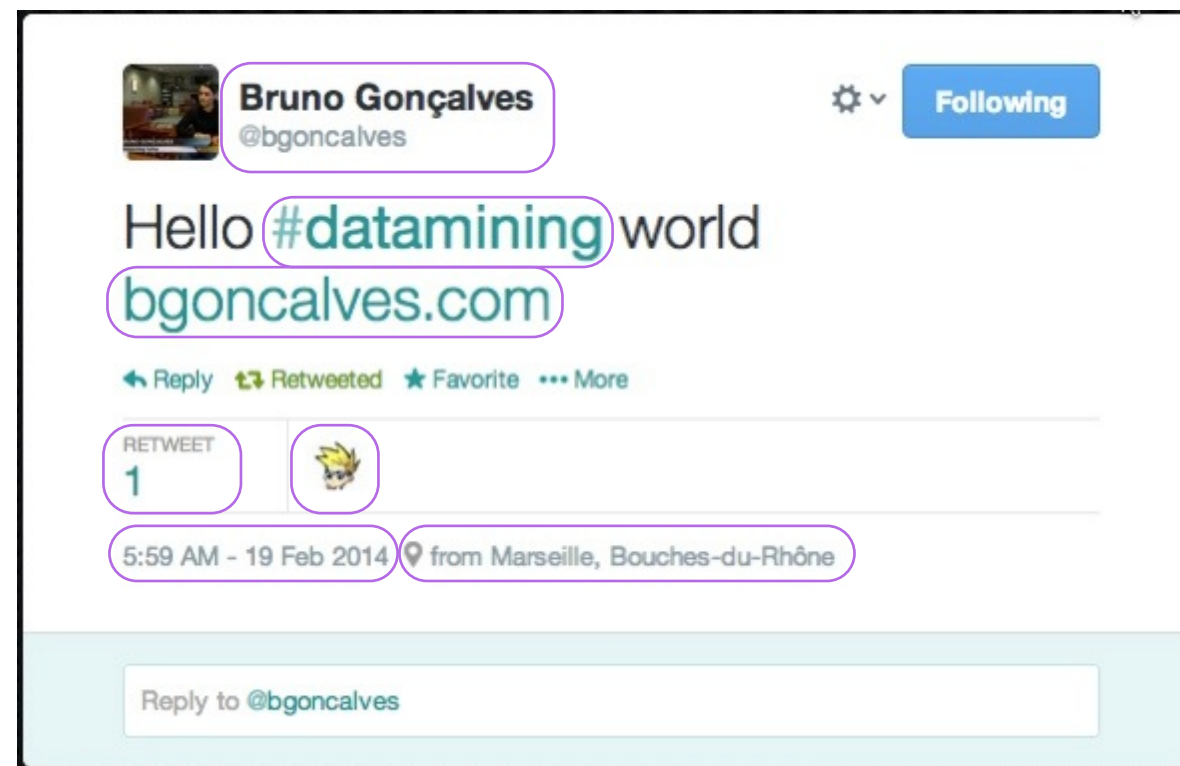 Bruno Gonçalves
@bgoncalves
Following
Hello #datamining world
bgoncalves.com
Reply Retweeted Favorite More
RETWEET
1
5:59 AM - 19 Feb 2014 from Marseille, Bouches-du-Rhône
Reply to @bgoncalves